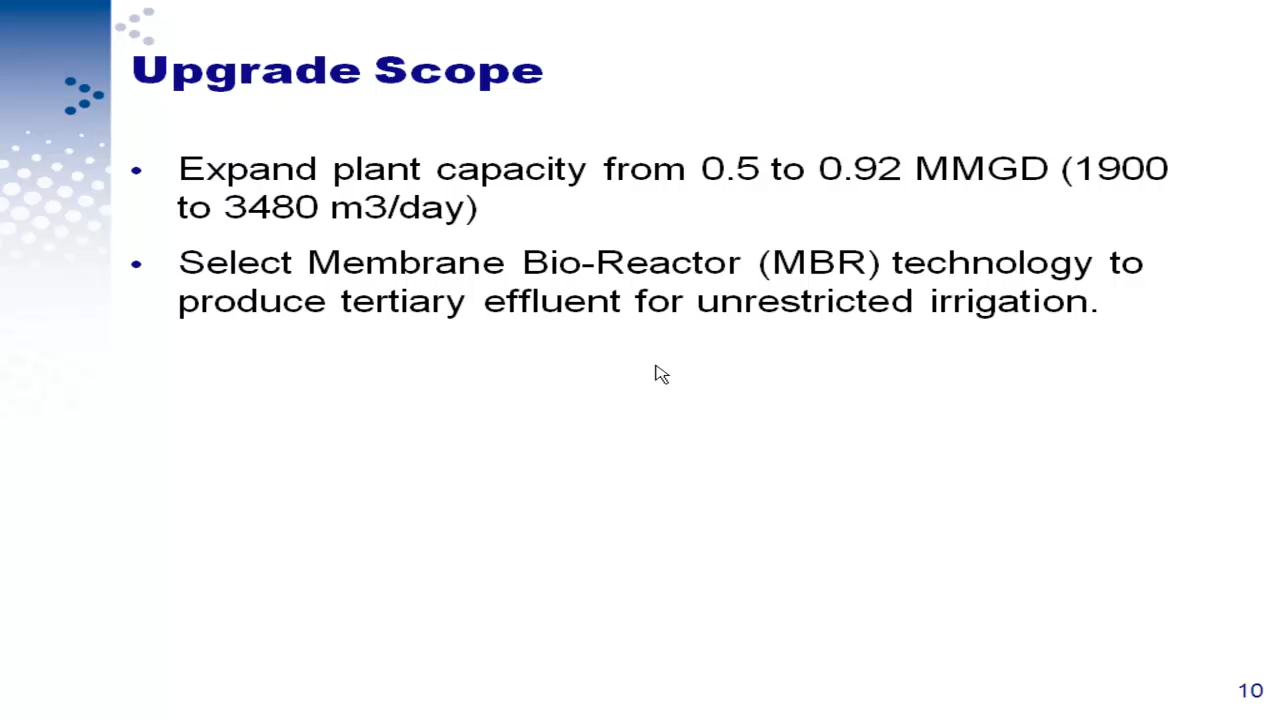 Upgrade Scope
• Expand plant capacity from 0.5 to 0.92 MMGD (1900
to 3480 m3/day)
• Select Membrane Bio-Reactor (MBR) technology to
produce tertiary effluent for unrestricted irrigation.
10